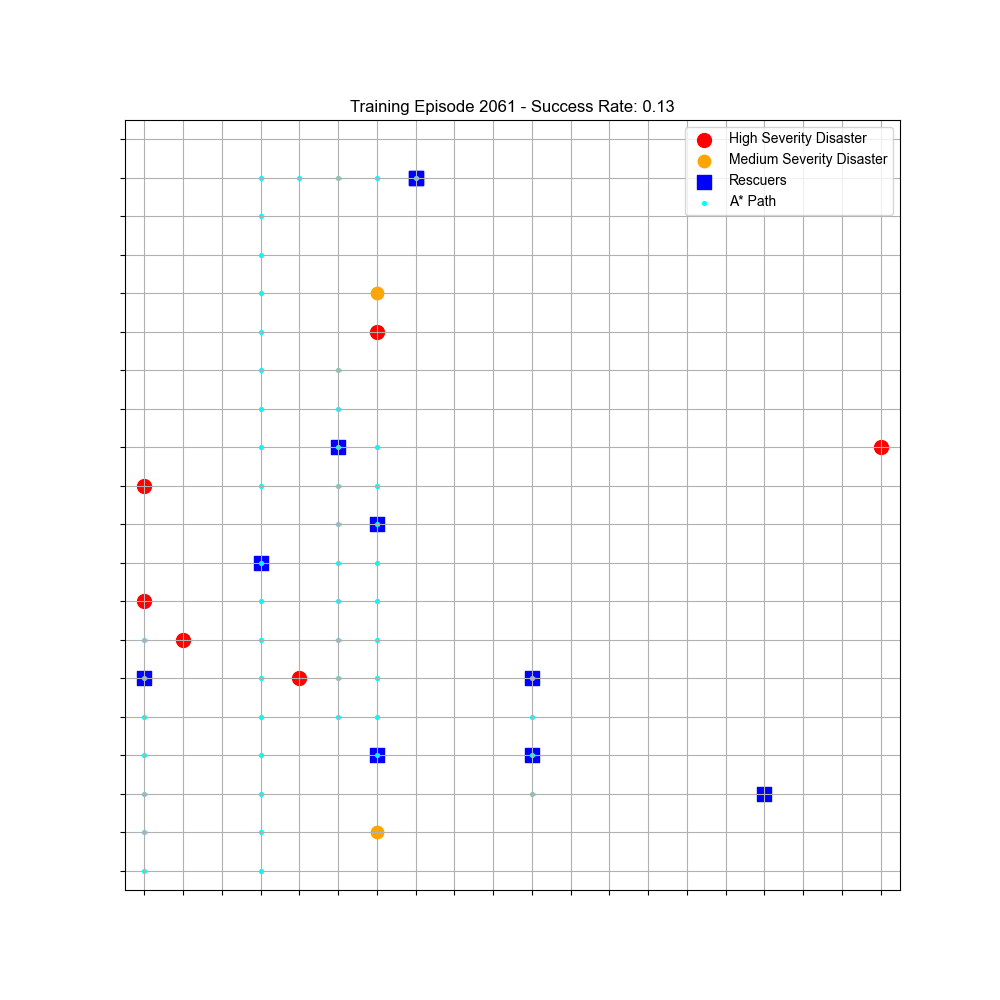 Training Episode 2061 - Success Rate: 0.13
High Severity Disaster
Medium Severity Disaster
Rescuers
A* Path